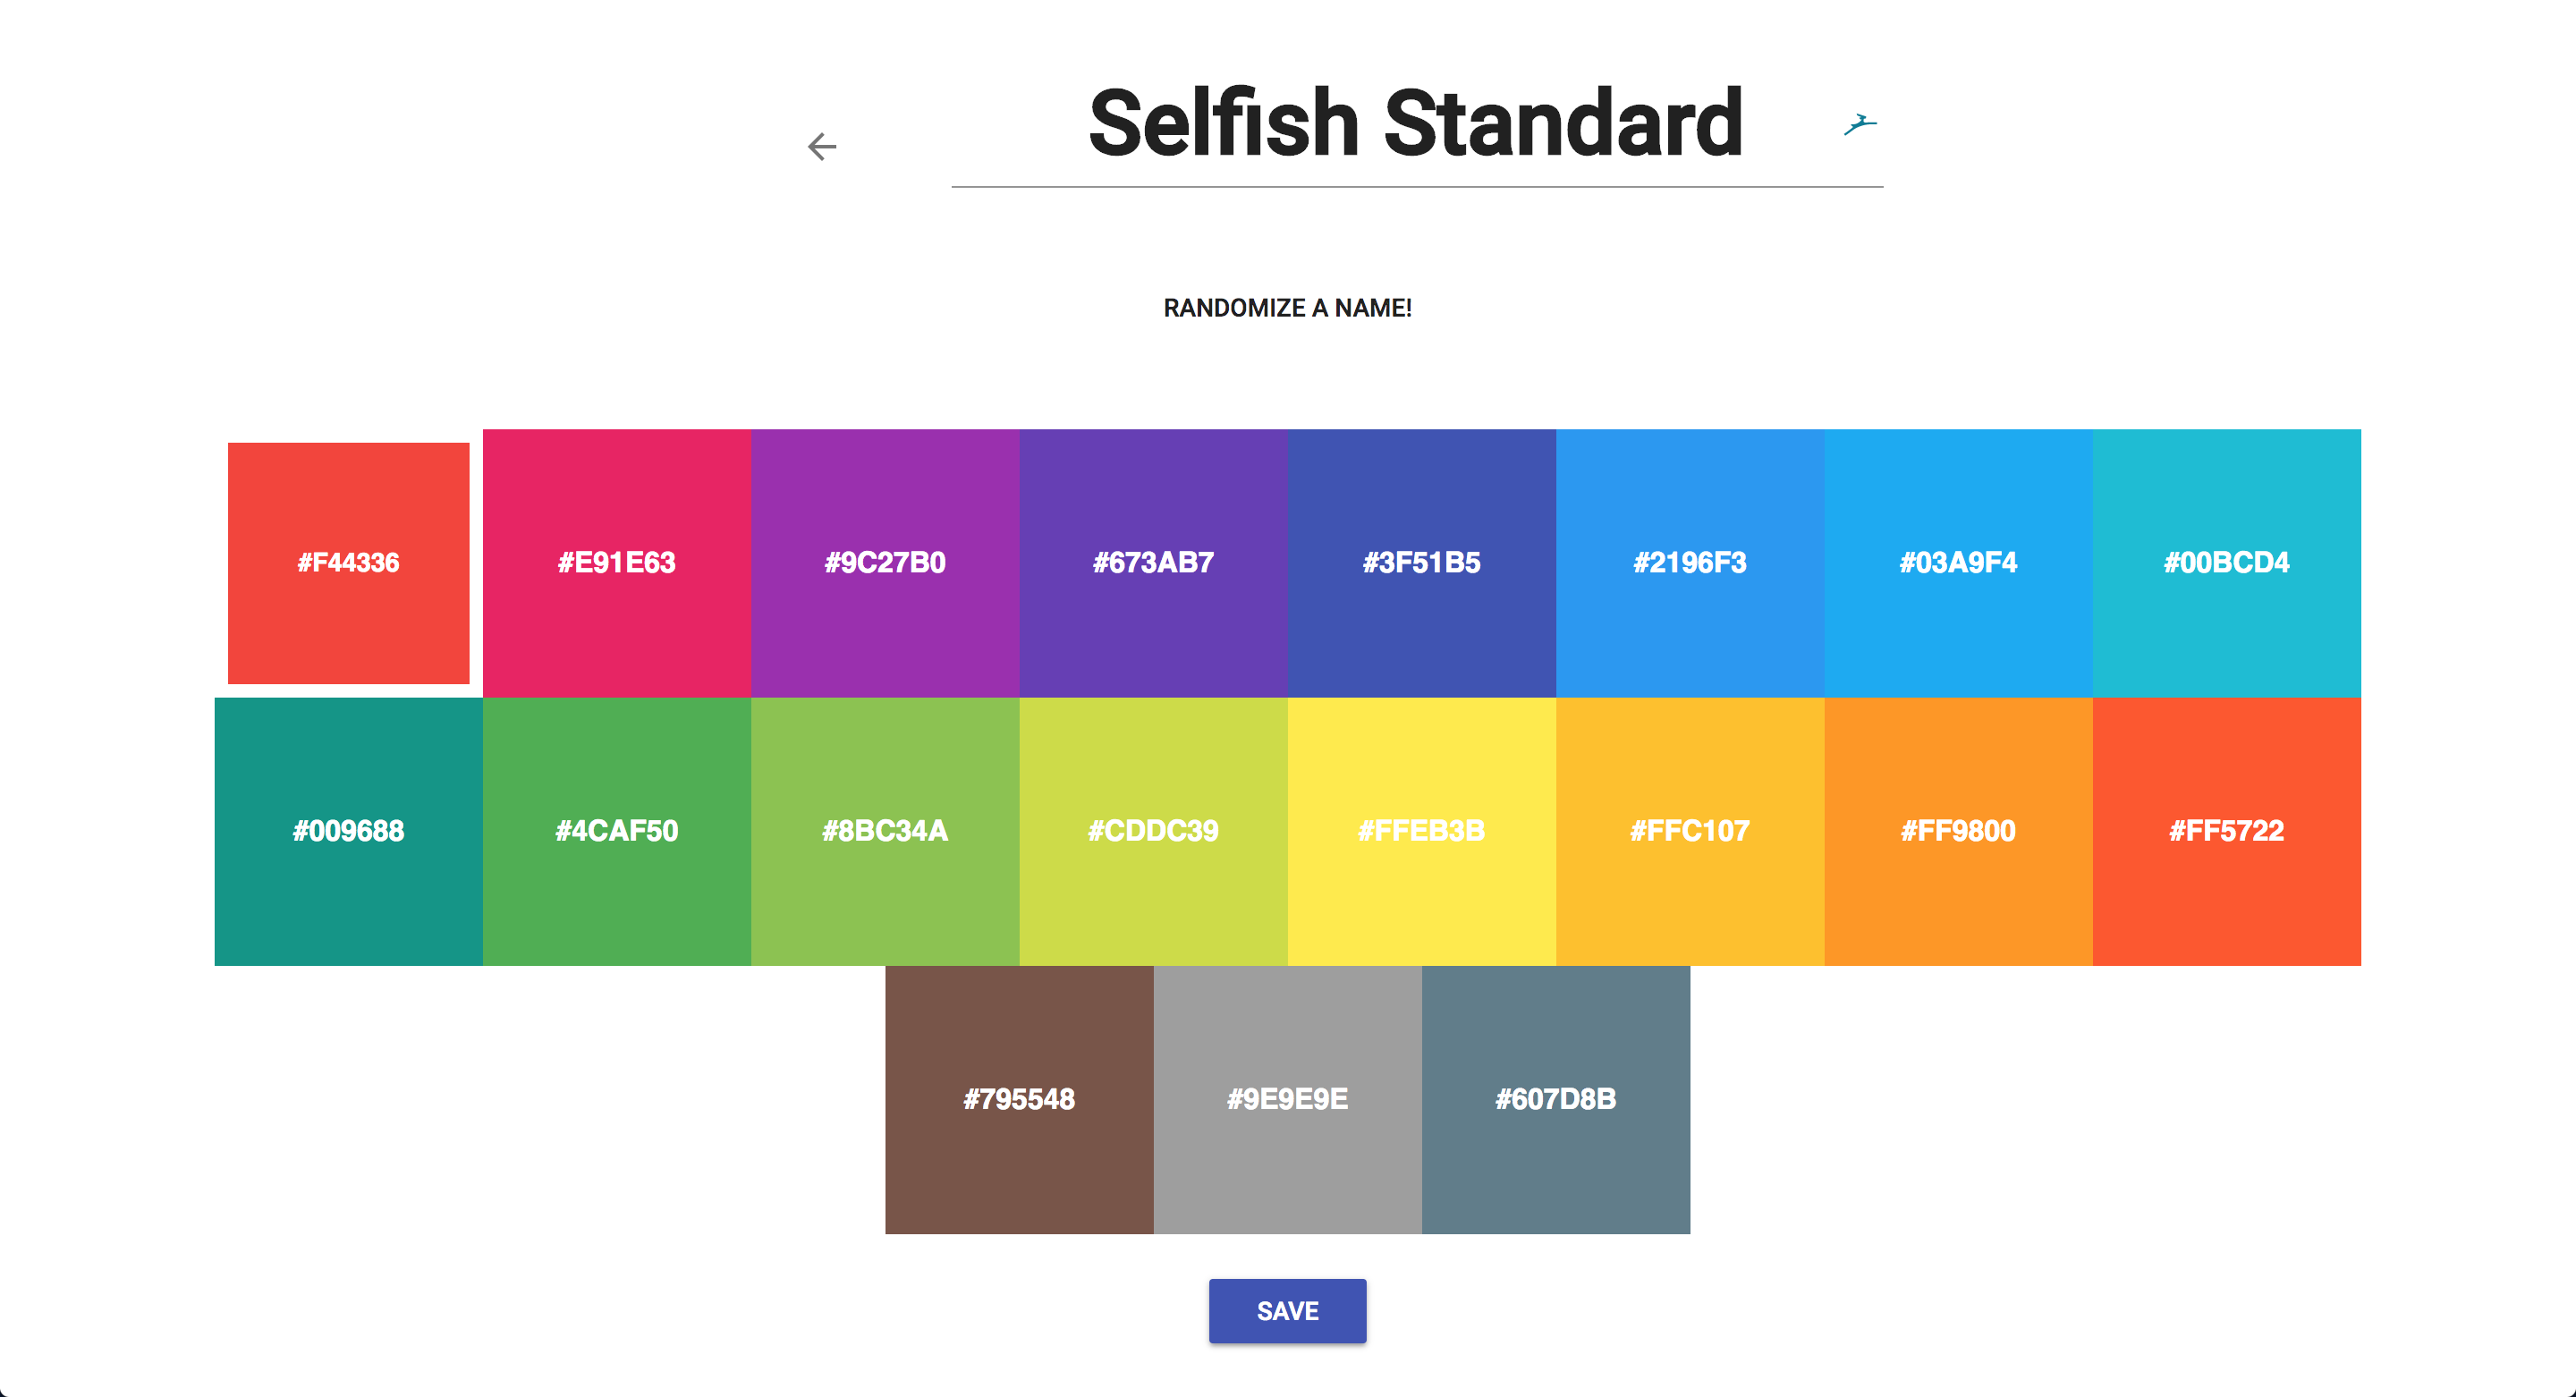 Selfish Standard
RANDOMIZE A NAME!
#F44336 #E91E63 #9C27B0 #673AB7 #3F51B5 #2196F3 #03A9F4 #00BCD4
#009688 #4CAF50 #8BC34A #CDDC39 #FFEB3B #FFC107 #FF9800 #FF5722
#795548 #9E9E9E #607D8B
SAVE